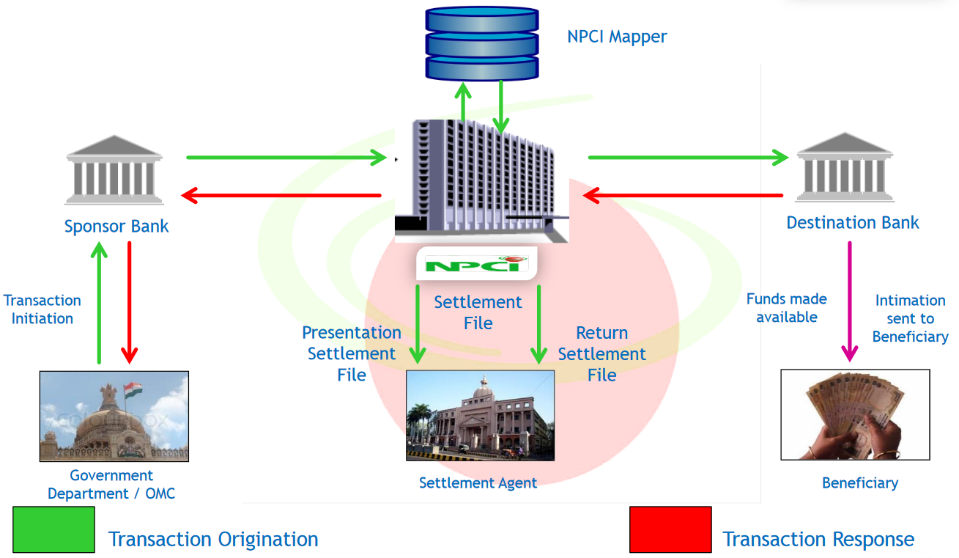 NPCI Mapper
Sponsor Bank
Destination Bank
NPCI
Transaction
Initiation
Settlement
File
Presentation
Settlement
File
Return
Settlement
File
Funds made
available
Intimation
sent to
Beneficiary
Government
Department / OMC
Settlement Agent
Beneficiary
Transaction Origination
Transaction Response